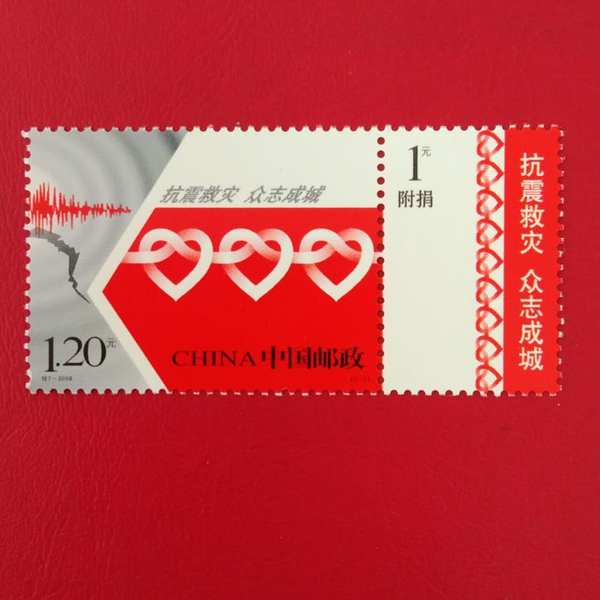 抗震救灾 众志成城
1.20元
CHINA 中国邮政
1元
附捐
抗震救灾 众志成城